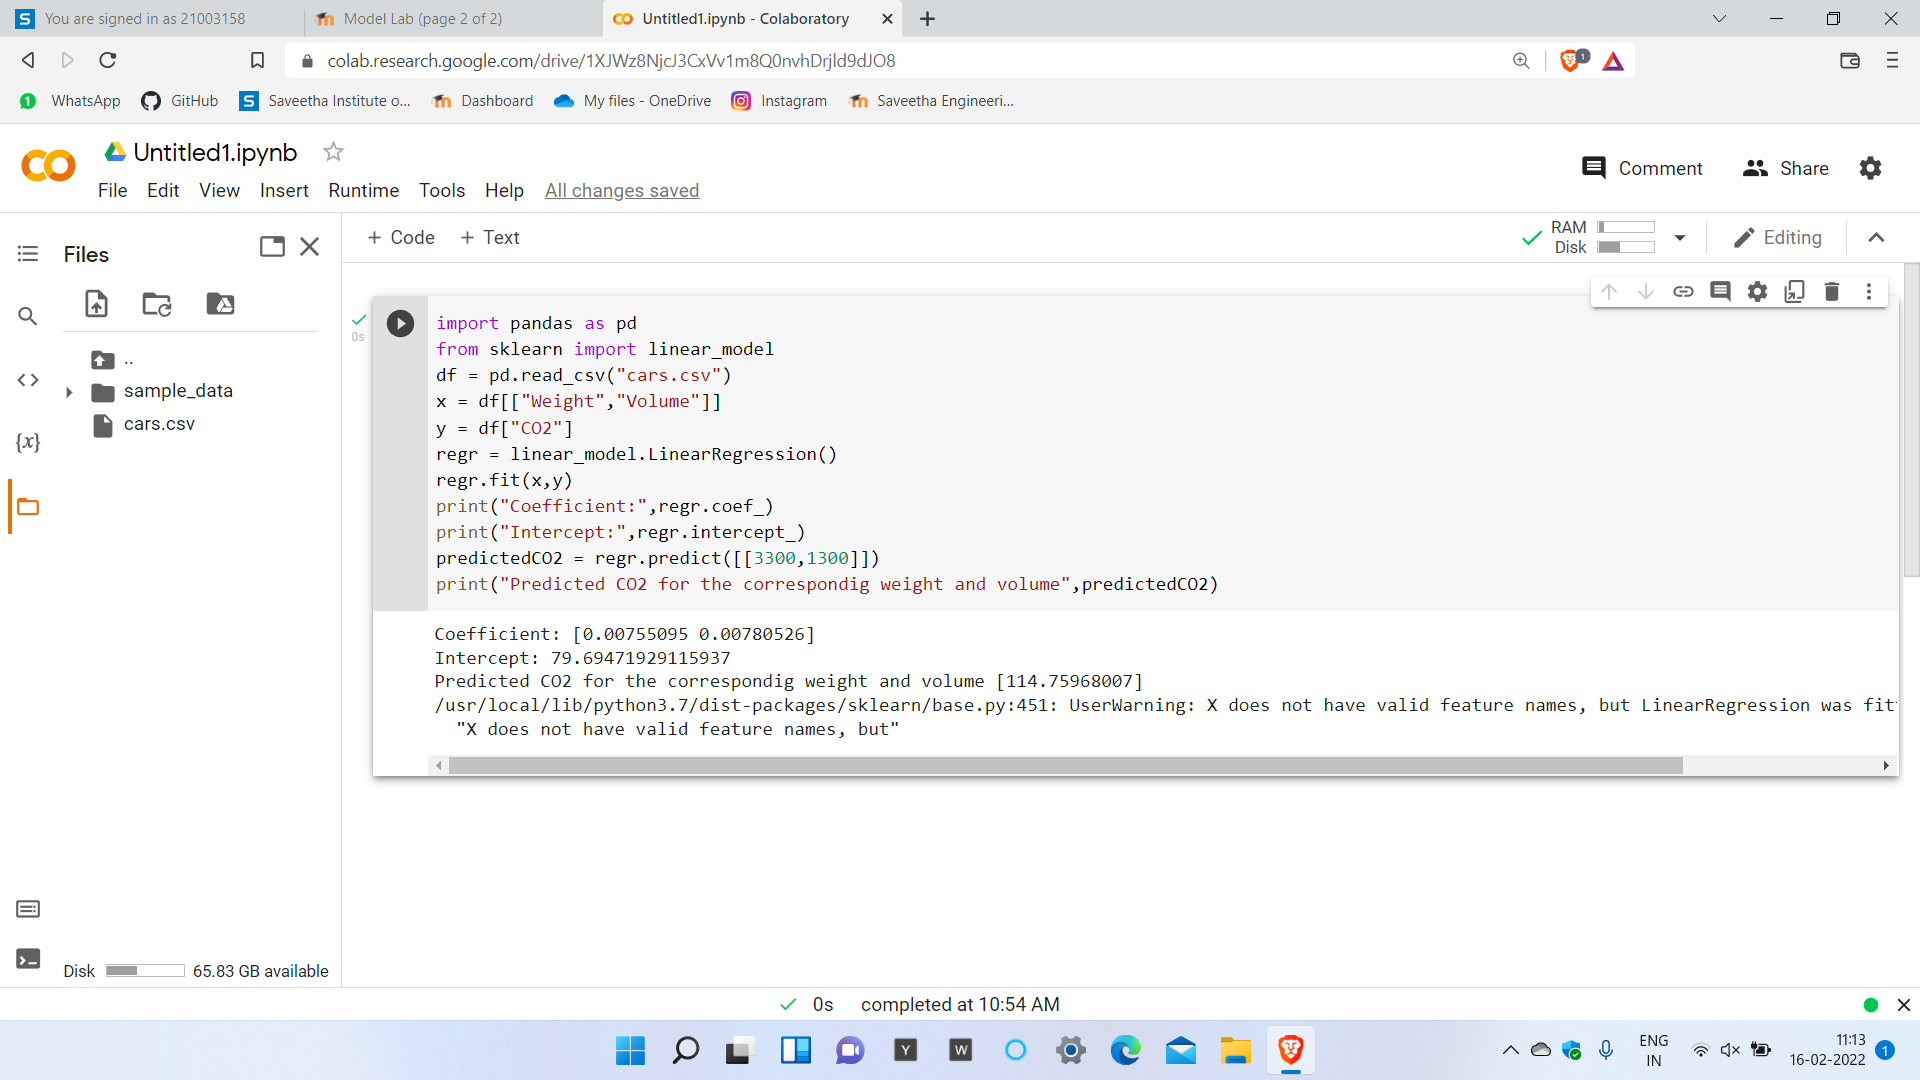 You are signed in as 21003158
Model Lab (page 2 of 2)
Untitled1.ipynb - Colaboratory
colab.research.google.com/drive/1XJWz8NjcJ3CxVv1m8Q0nvhDrjld9dJO8
1
1
WhatsApp
GitHub
S
Saveetha Institute o...
Dashboard
My files - OneDrive
Instagram
Saveetha Engineeri...
Untitled1.ipynb
File Edit View Insert Runtime Tools Help All changes saved
Comment
Share
Files
+ Code + Text
RAM
Disk
Editing
..
sample_data
cars.csv
{x}
0s
import pandas as pd
from sklearn import linear_model
df = pd.read_csv("cars.csv")
x = df[["Weight","Volume"]]
y = df["CO2"]
regr = linear_model.LinearRegression()
regr.fit(x,y)
print("Coefficient:",regr.coef_)
print("Intercept:",regr.intercept_)
predictedCO2 = regr.predict([[3300,1300]])
print("Predicted CO2 for the correspondig weight and volume",predictedCO2)
Coefficient: [0.00755095 0.00780526]
Intercept: 79.69471929115937
Predicted CO2 for the correspondig weight and volume [114.75968007]
/usr/local/lib/python3.7/dist-packages/sklearn/base.py:451: UserWarning: X does not have valid feature names, but LinearRegression was fit
"X does not have valid feature names, but"
Disk
65.83 GB available
0s completed at 10:54 AM
Y
W
ENG
IN
11:13
16-02-2022
1